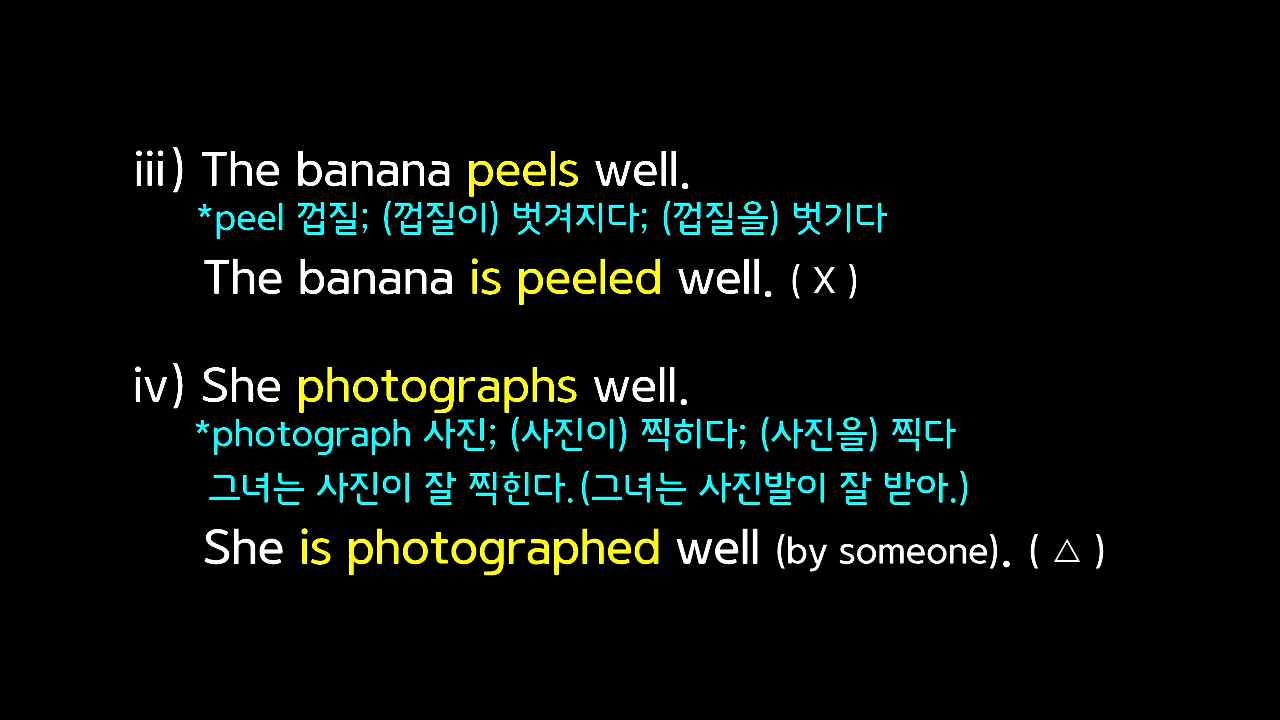 iii) The banana peels well.
*peel 껍질; (껍질이) 벗겨지다; (껍질을) 벗기다
The banana is peeled well. ( X )
iv) She photographs well.
*photograph 사진; (사진이) 찍히다; (사진을) 찍다
그녀는 사진이 잘 찍힌다. (그녀는 사진발이 잘 받아.)
She is photographed well (by someone). ( △ )